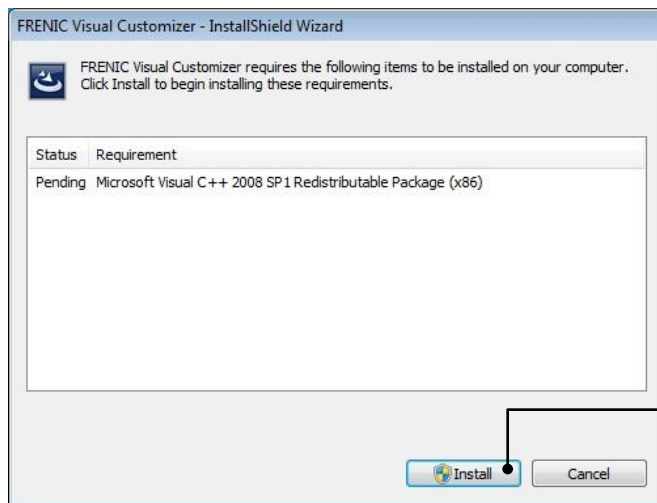 FRENIC Visual Customizer - InstallShield Wizard
FRENIC Visual Customizer requires the following items to be installed on your computer.
Click Install to begin installing these requirements.
Status Requirement
Pending Microsoft Visual C++ 2008 SP1 Redistributable Package (x86)
Install Cancel